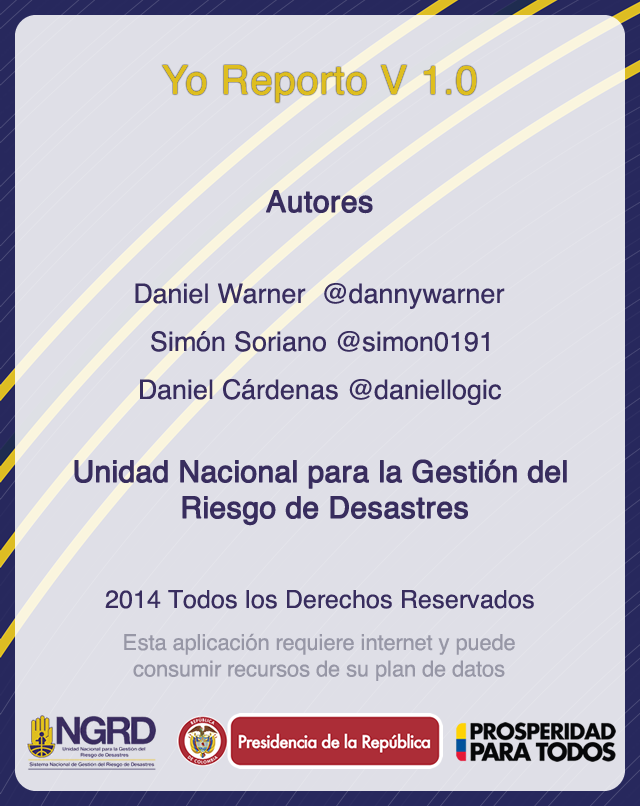 Yo Reporto V 1.0
Autores
Daniel Warner @dannywarner
Simón Soriano @simon0191
Daniel Cárdenas @daniellogic
Unidad Nacional para la Gestión del
Riesgo de Desastres
2014 Todos los Derechos Reservados
Esta aplicación requiere internet y puede
consumir recursos de su plan de datos
NGRD
Unidad Nacional para la Gestión del
Riesgo de Desastres
Sistema Nacional de Gestión del Riesgo de Desastres
REPÚBLICA
DE COLOMBIA
Presidencia de la República
PROSPERIDAD
PARA TODOS